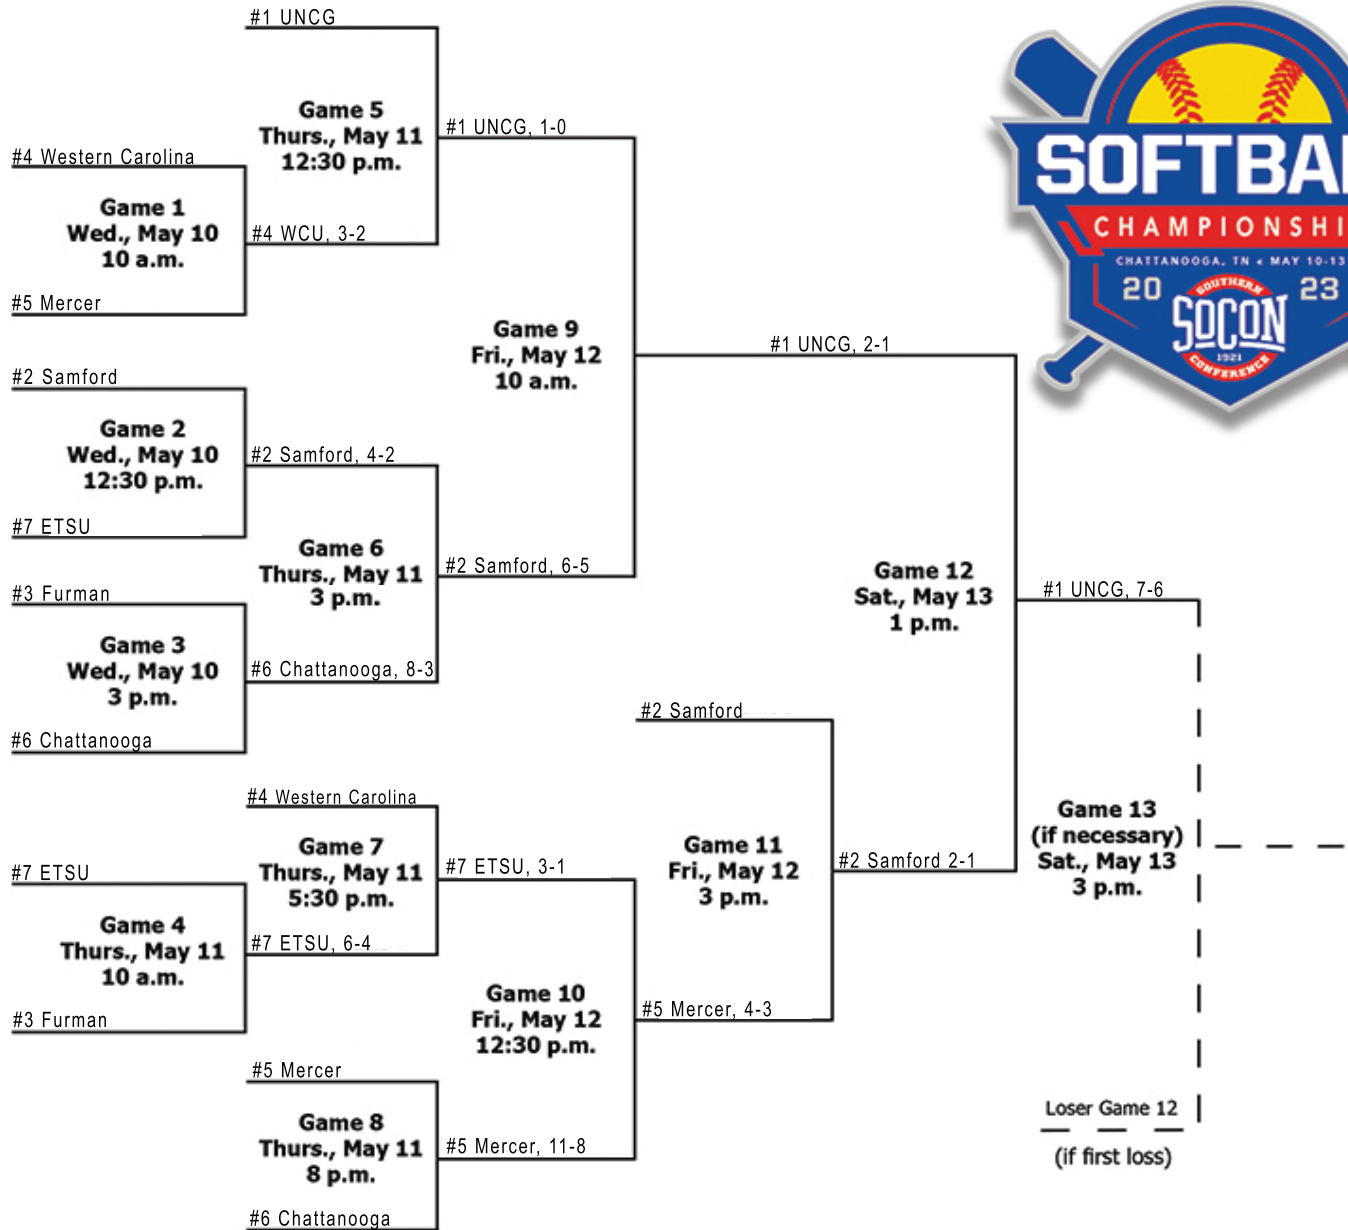 #1 UNCG
Game 5
Thurs., May 11
12:30 p.m.
#1 UNCG, 1-0
#4 Western Carolina
Game 1
Wed., May 10
10 a.m.
#4 WCU, 3-2
#5 Mercer
Game 9
Fri., May 12
10 a.m.
#1 UNCG, 2-1
#2 Samford
Game 2
Wed., May 10
12:30 p.m.
#2 Samford, 4-2
#7 ETSU
Game 6
Thurs., May 11
3 p.m.
#2 Samford, 6-5
#3 Furman
Game 3
Wed., May 10
3 p.m.
#6 Chattanooga, 8-3
#6 Chattanooga
Game 12
Sat., May 13
1 p.m.
#1 UNCG, 7-6
#2 Samford
Game 11
Fri., May 12
3 p.m.
#2 Samford 2-1
#4 Western Carolina
Game 7
Thurs., May 11
5:30 p.m.
#7 ETSU, 3-1
#7 ETSU
Game 4
Thurs., May 11
10 a.m.
#7 ETSU, 6-4
#3 Furman
Game 10
Fri., May 12
12:30 p.m.
#5 Mercer, 4-3
#5 Mercer
Game 8
Thurs., May 11
8 p.m.
#5 Mercer, 11-8
#6 Chattanooga
Game 13
(if necessary)
Sat., May 13
3 p.m.
Loser Game 12
(if first loss)
SOFTBAL
CHAMPIONSHI
CHATTANOOGA, TN • MAY 10-13
20 23
SOUTHERN
SOCON
1921
CONFERENCE